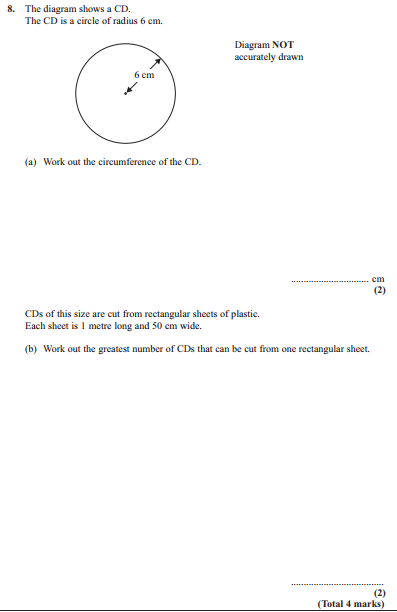 8. The diagram shows a CD.
The CD is a circle of radius 6 cm.
Diagram NOT
accurately drawn
6 cm
(a) Work out the circumference of the CD.
.............................. cm
(2)
CDs of this size are cut from rectangular sheets of plastic.
Each sheet is 1 metre long and 50 cm wide.
(b) Work out the greatest number of CDs that can be cut from one rectangular sheet.
....................................
(2)
(Total 4 marks)